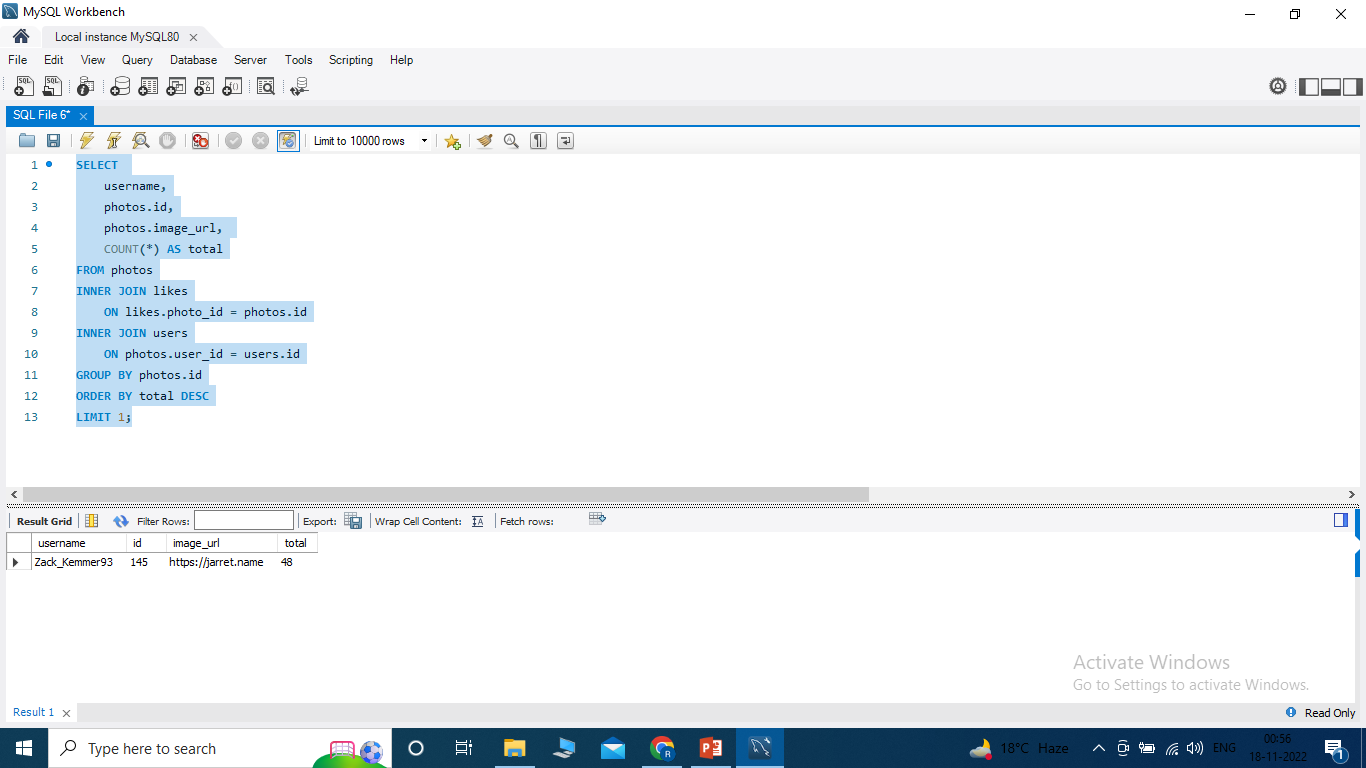 MySQL Workbench
Local instance MySQL80
File Edit View Query Database Server Tools Scripting Help
SQL File 6*
Limit to 10000 rows
1 SELECT
2 username,
3 photos.id,
4 photos.image_url,
5 COUNT(*) AS total
6 FROM photos
7 INNER JOIN likes
8 ON likes.photo_id = photos.id
9 INNER JOIN users
10 ON photos.user_id = users.id
11 GROUP BY photos.id
12 ORDER BY total DESC
13 LIMIT 1;
Result Grid Filter Rows: Export: Wrap Cell Content: Fetch rows:
username id image_url total
Zack_Kemmer93 145 https://jarret.name 48
Activate Windows
Go to Settings to activate Windows.
Result 1 Read Only
Type here to search 18°C Haze ENG 00:56
18-11-2022 1